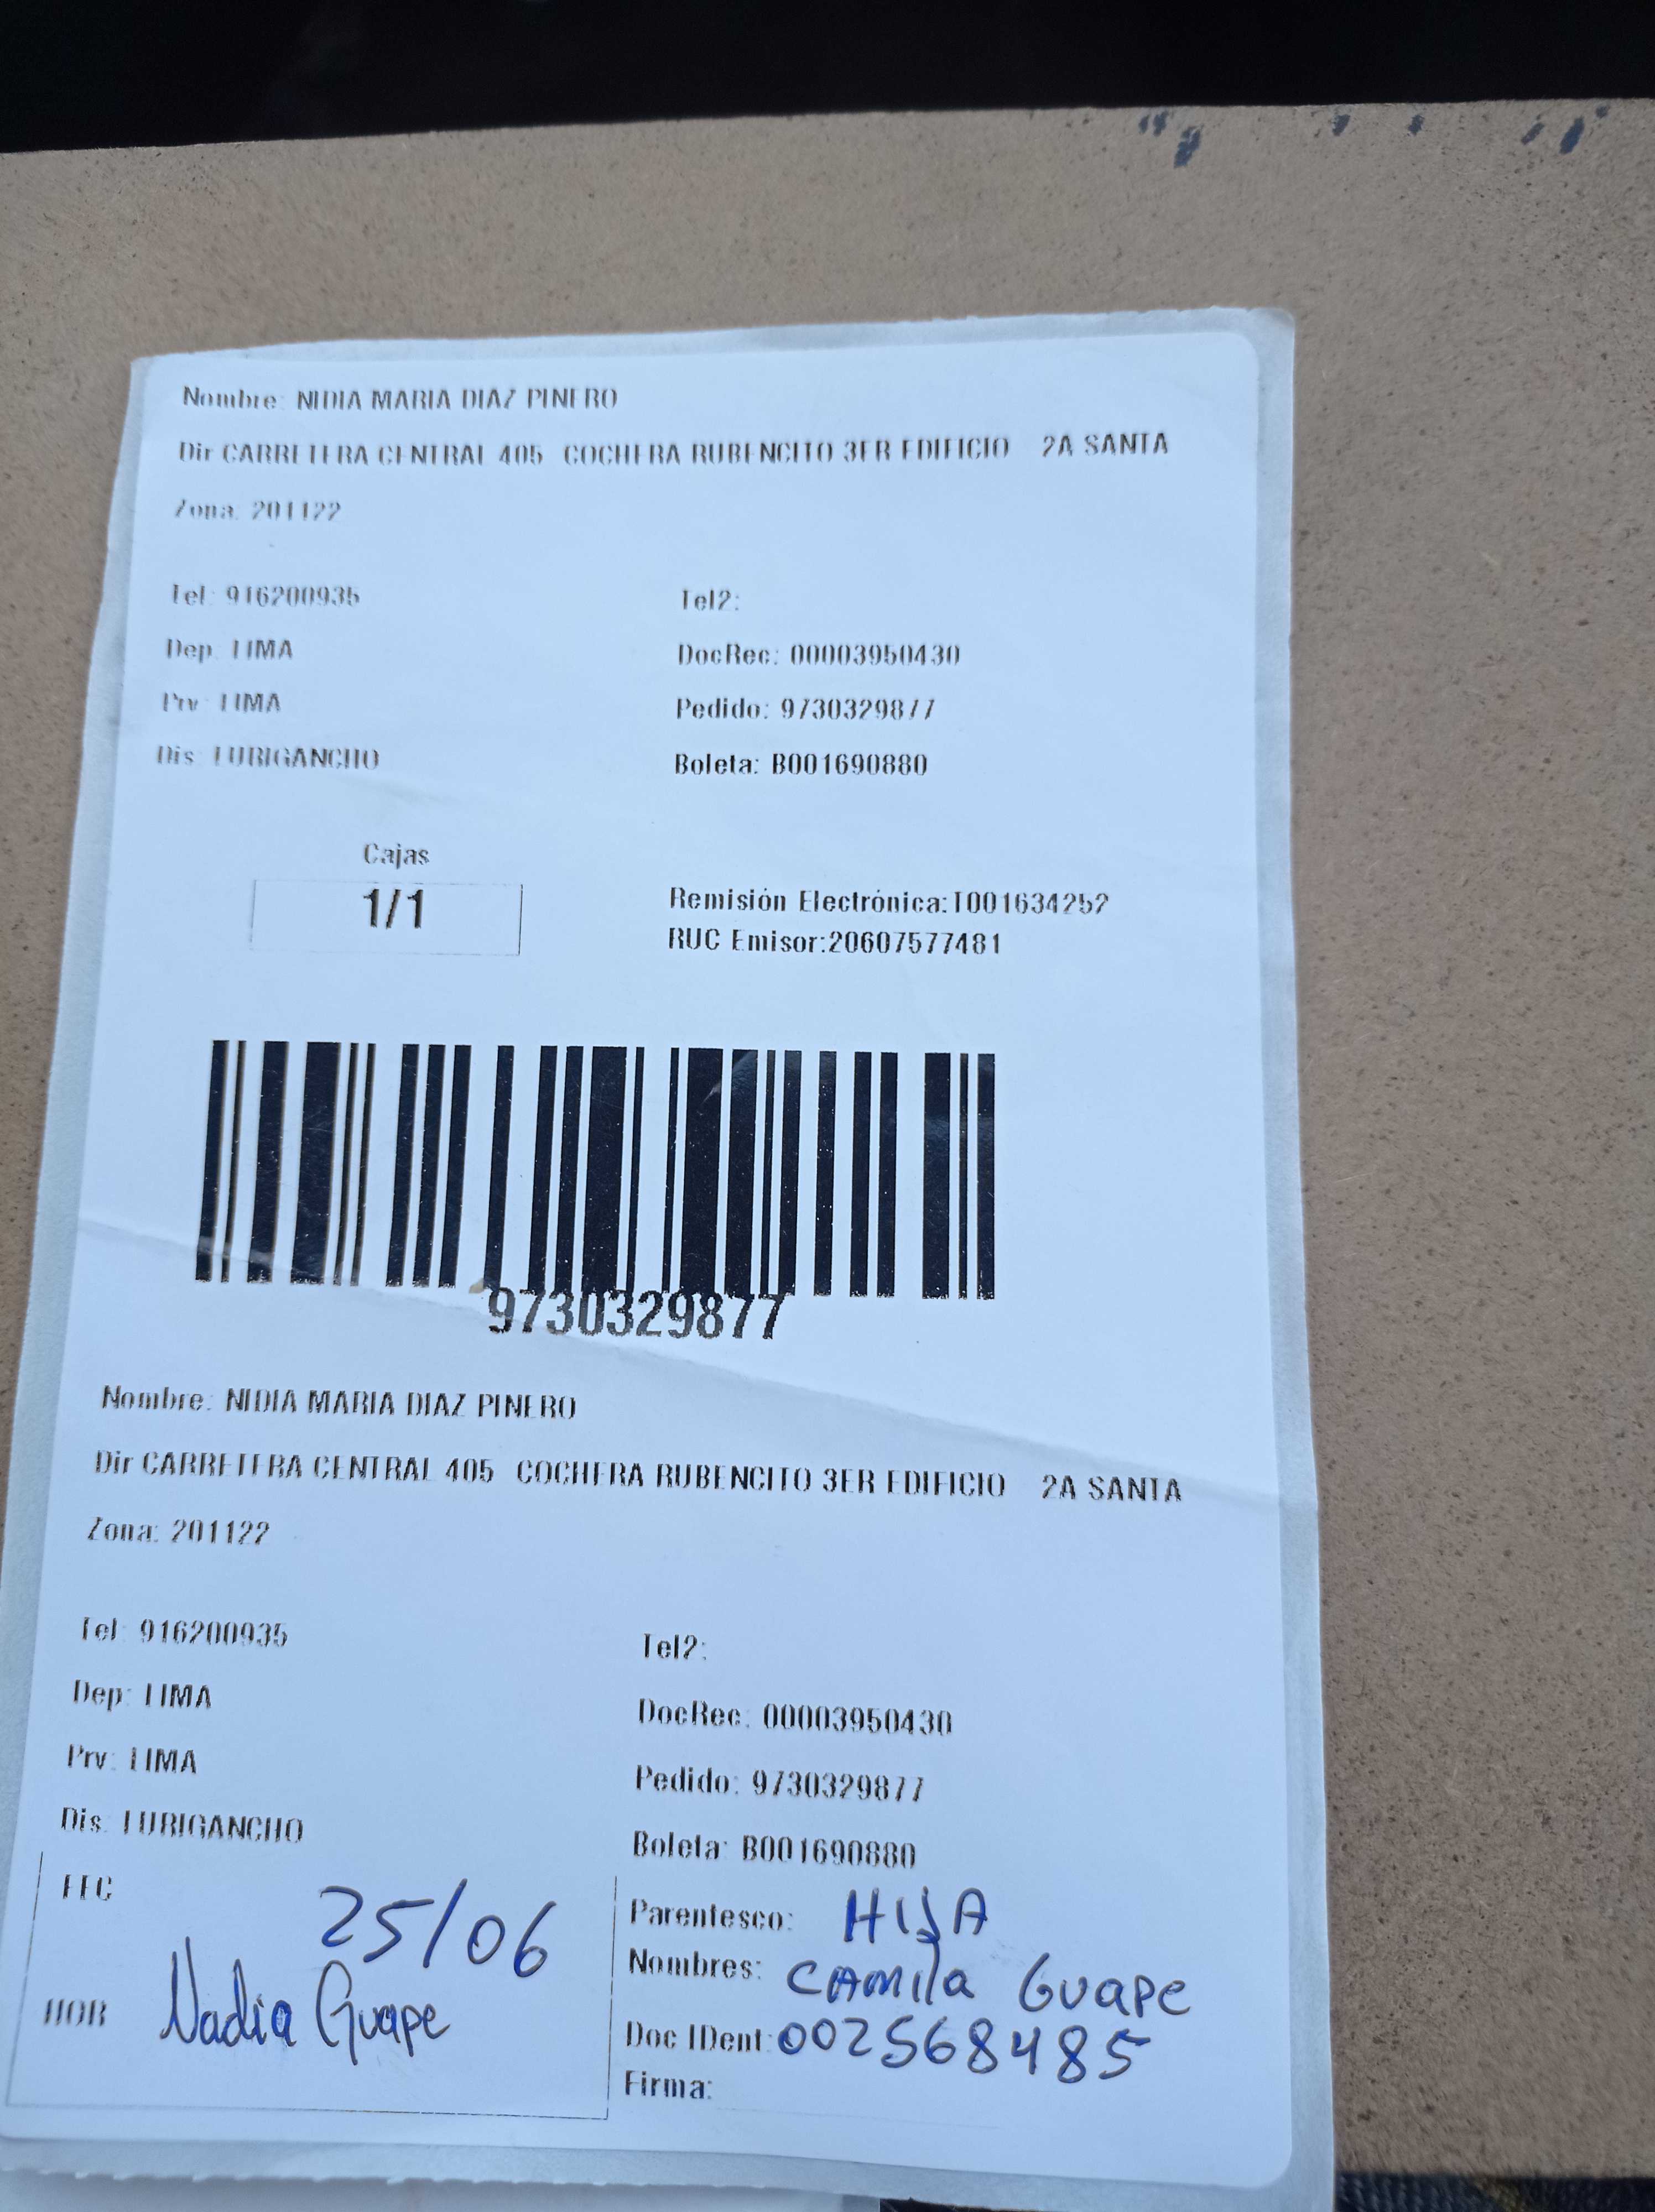 Nombre: NIDIA MARIA DIAZ PINERO
Dir CARRETERA CENTRAL 405 COCHERA RUBENCITO 3ER EDIFICIO 2A SANTA
Zona: 201122
Tel: 916200935 Tel2:
Dep: LIMA DocRec: 00003950430
Prv: LIMA Pedido: 9730329877
Dis: LURIGANCHO Boleta: B001690880
Cajas
1/1
Remisión Electrónica:T001634252
RUC Emisor:20607577481
9730329877
Nombre: NIDIA MARIA DIAZ PINERO
Dir CARRETERA CENTRAL 405 COCHERA RUBENCITO 3ER EDIFICIO 2A SANTA
Zona: 201122
Tel: 916200935 Tel2:
Dep: LIMA DocRec: 00003950430
Prv: LIMA Pedido: 9730329877
Dis: LURIGANCHO Boleta: B001690880
FEC 25/06
HOR Nadia Guape
Parentesco: HIJA
Nombres: CAMila GUAPE
Doc IDent: 002568485
Firma: